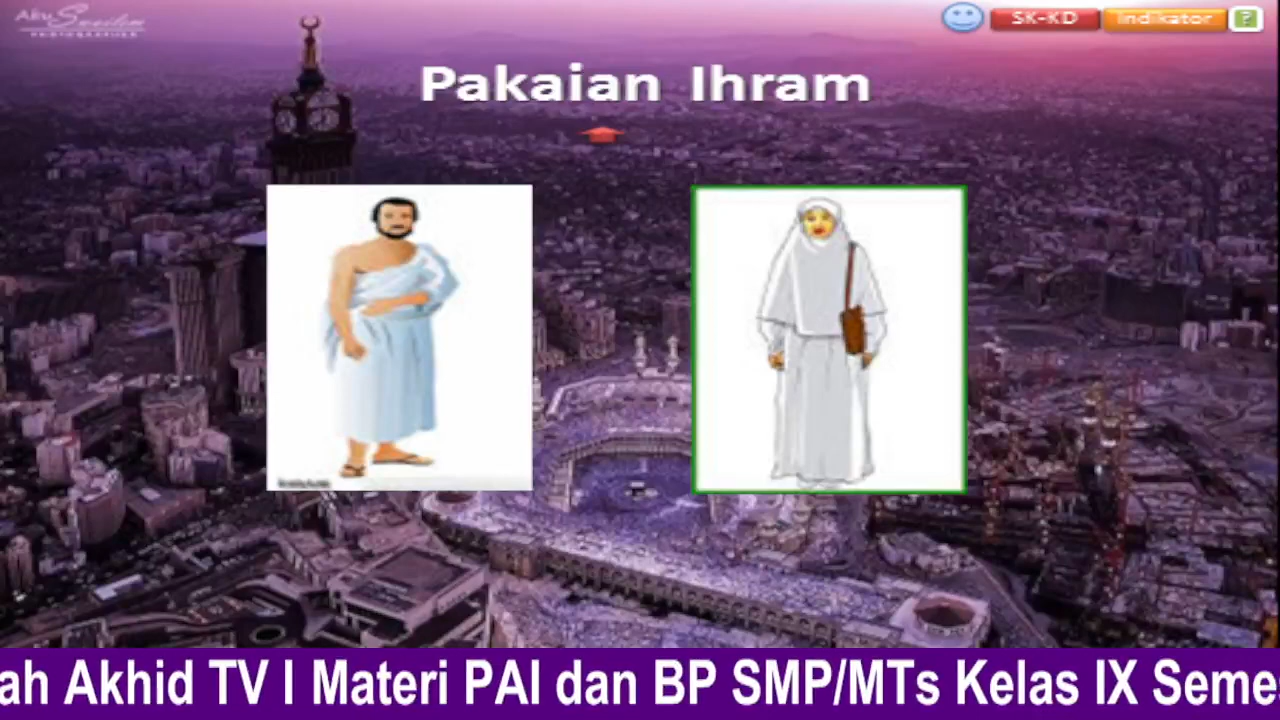 SK-KD
Indikator
?
Pakaian Ihram
ah Akhid TV I Materi PAI dan BP SMP/MTs Kelas IX Seme